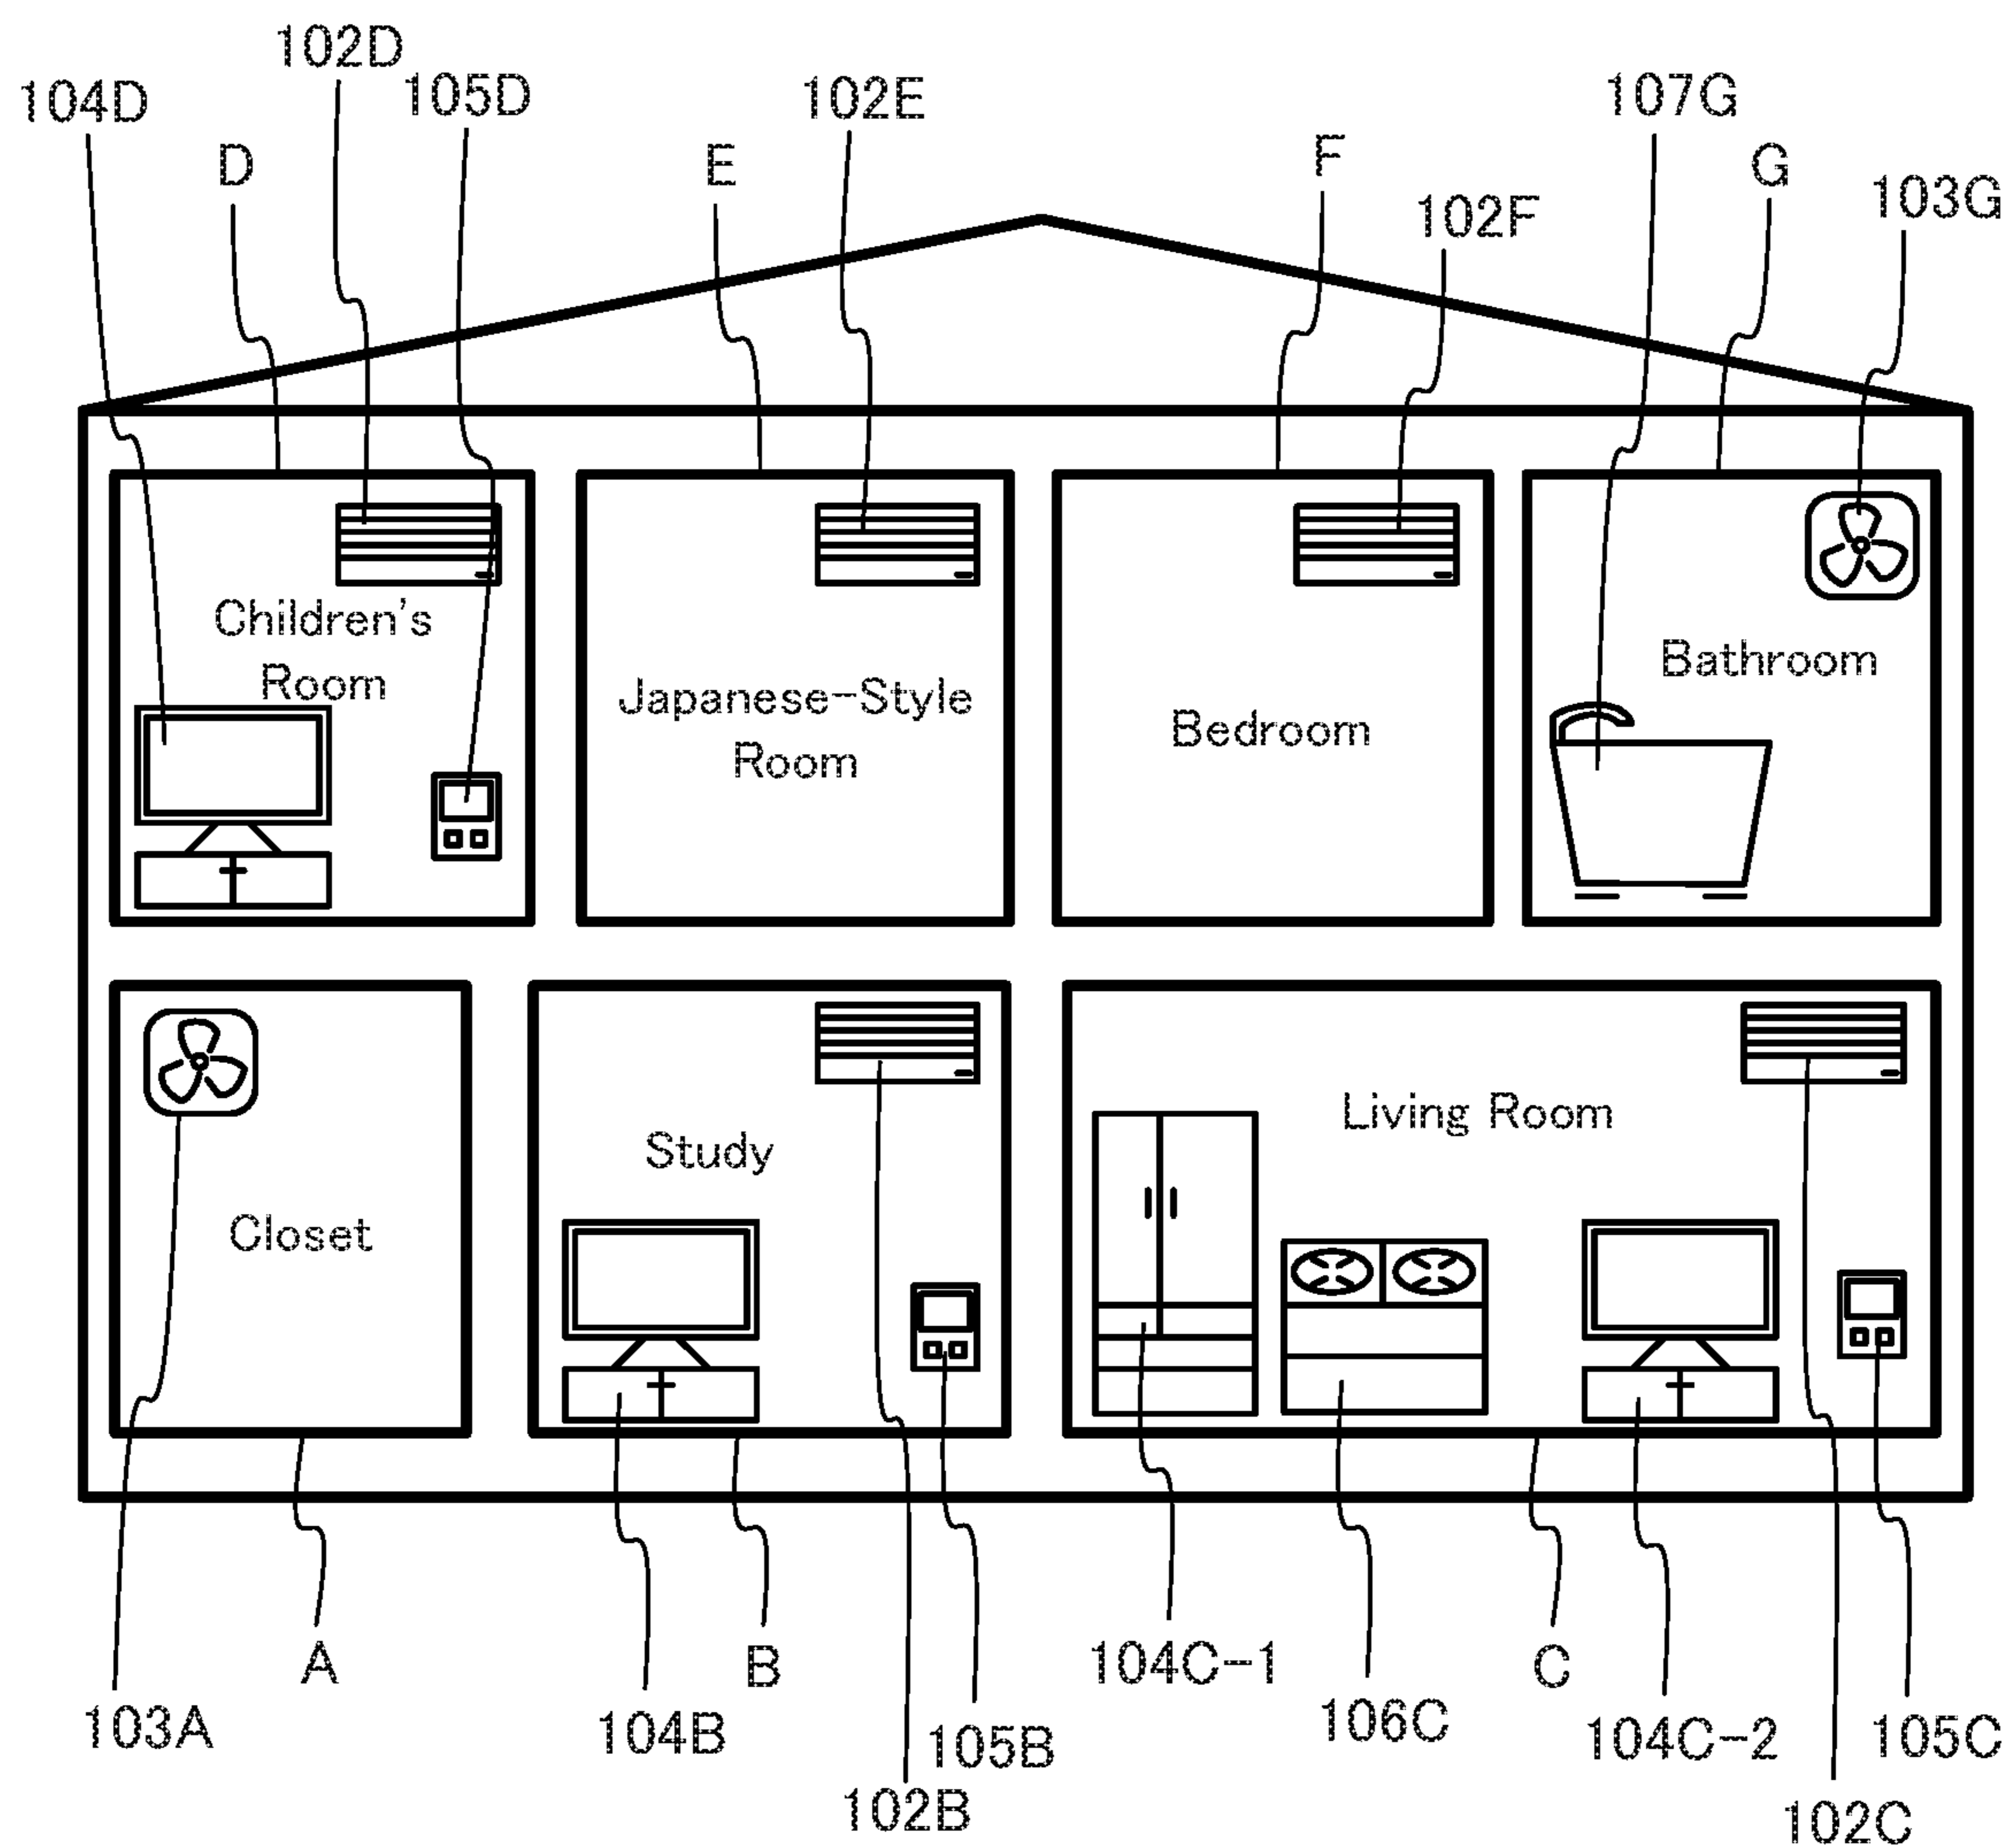 102D
104D
105D
102E
107G
D
E
F
G
102F
103G
Children's
Room
Japanese-Style
Room
Bedroom
Bathroom
Closet
Study
Living Room
A
B
104C-1
C
103A
104B
105B
106C
104C-2
105C
102B
102C